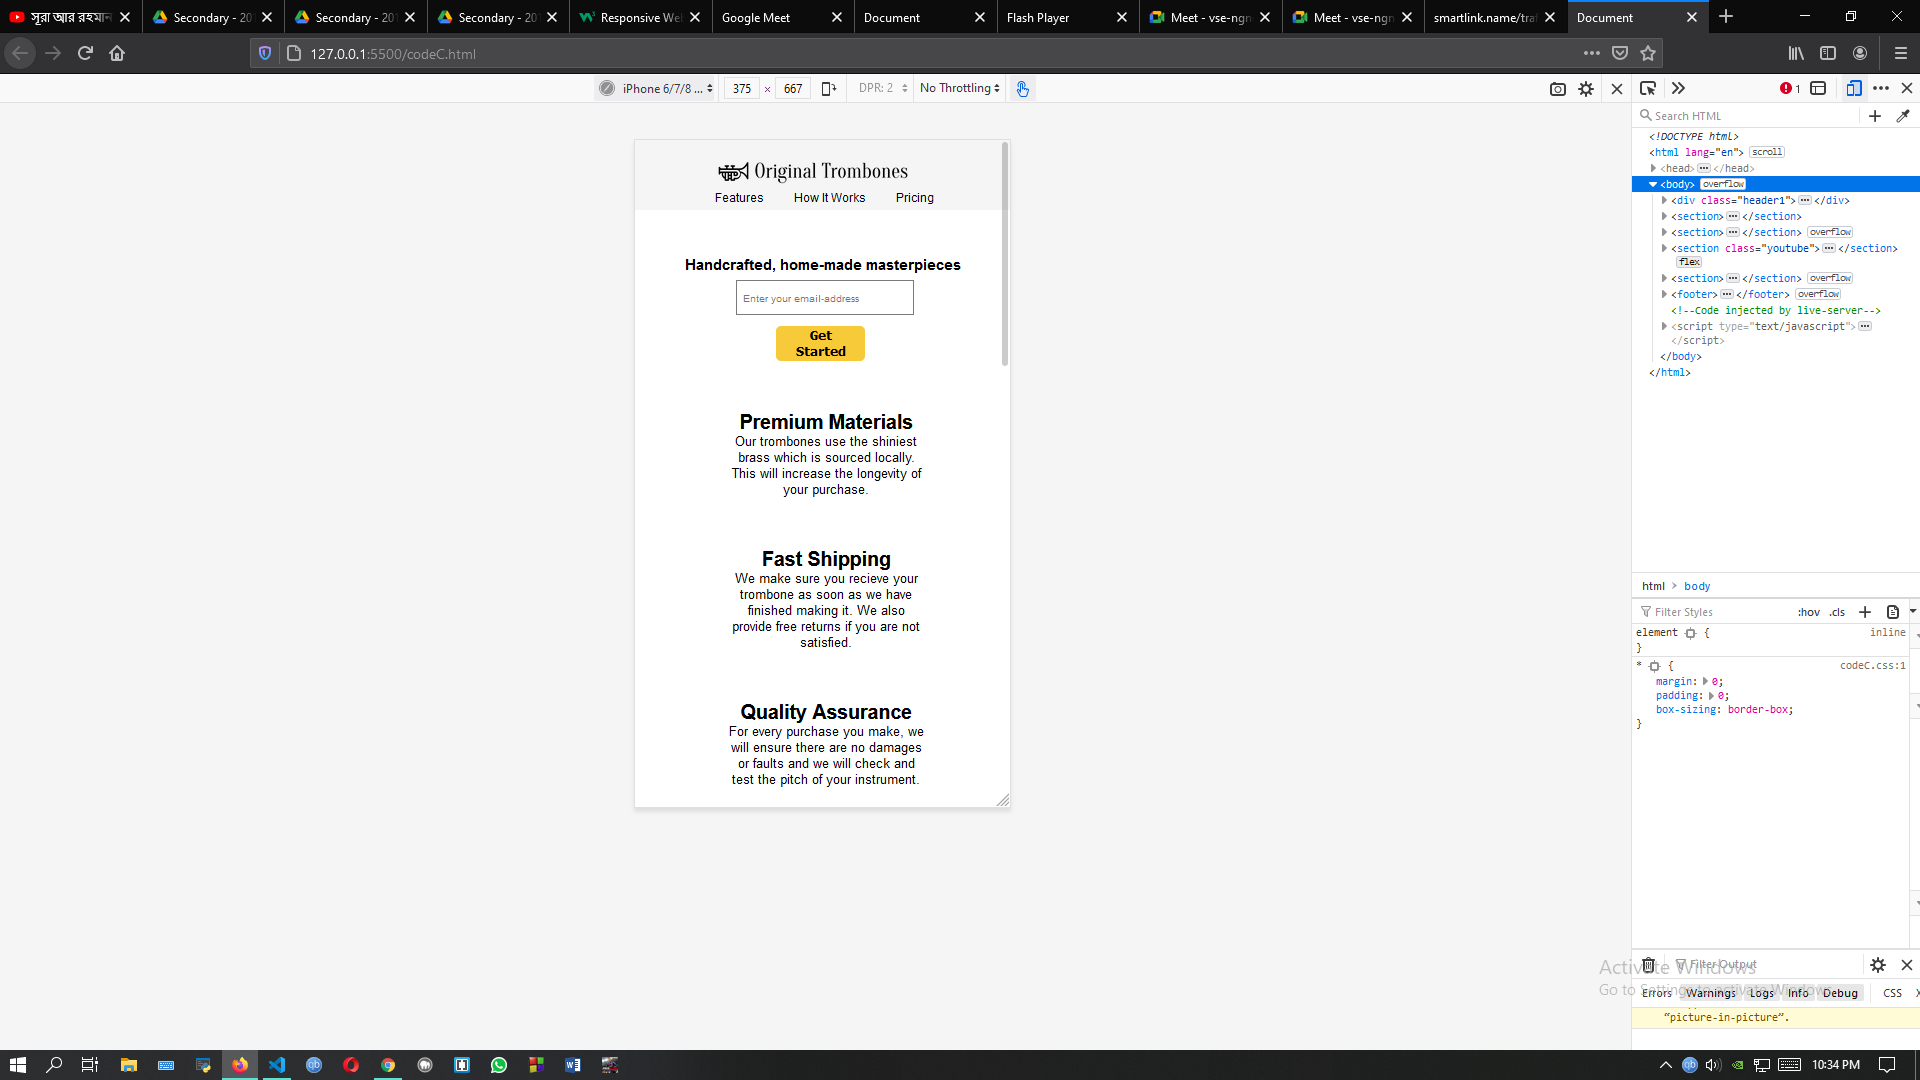 সূরা আর রহমান
Secondary - 20
Secondary - 20
Secondary - 20
Responsive We
Google Meet
Document
Flash Player
Meet - vse-ngn
Meet - vse-ngn
smartlink.name/tra
Document
127.0.0.1:5500/codeC.html
iPhone 6/7/8 ...
375 × 667
DPR: 2
No Throttling
1
Search HTML
<!DOCTYPE html>
<html lang="en"> scroll
<head> </head>
<body> overflow
<div class="header1"> </div>
<section> </section>
<section> </section> overflow
<section class="youtube"> </section>
flex
<section> </section> overflow
<footer> </footer> overflow
<!--Code injected by live-server-->
<script type="text/javascript">
</script>
</body>
</html>
Original Trombones
Features How It Works Pricing
Handcrafted, home-made masterpieces
Enter your email-address
Get
Started
Premium Materials
Our trombones use the shiniest
brass which is sourced locally.
This will increase the longevity of
your purchase.
Fast Shipping
We make sure you recieve your
trombone as soon as we have
finished making it. We also
provide free returns if you are not
satisfied.
Quality Assurance
For every purchase you make, we
will ensure there are no damages
or faults and we will check and
test the pitch of your instrument.
html > body
Filter Styles
:hov .cls
element { inline
}
* { codeC.css:1
margin: 0;
padding: 0;
box-sizing: border-box;
}
Filter Output
Activate Windows
Go to Settings to activate Windows.
Errors Warnings Logs Info Debug CSS
"picture-in-picture".
10:34 PM